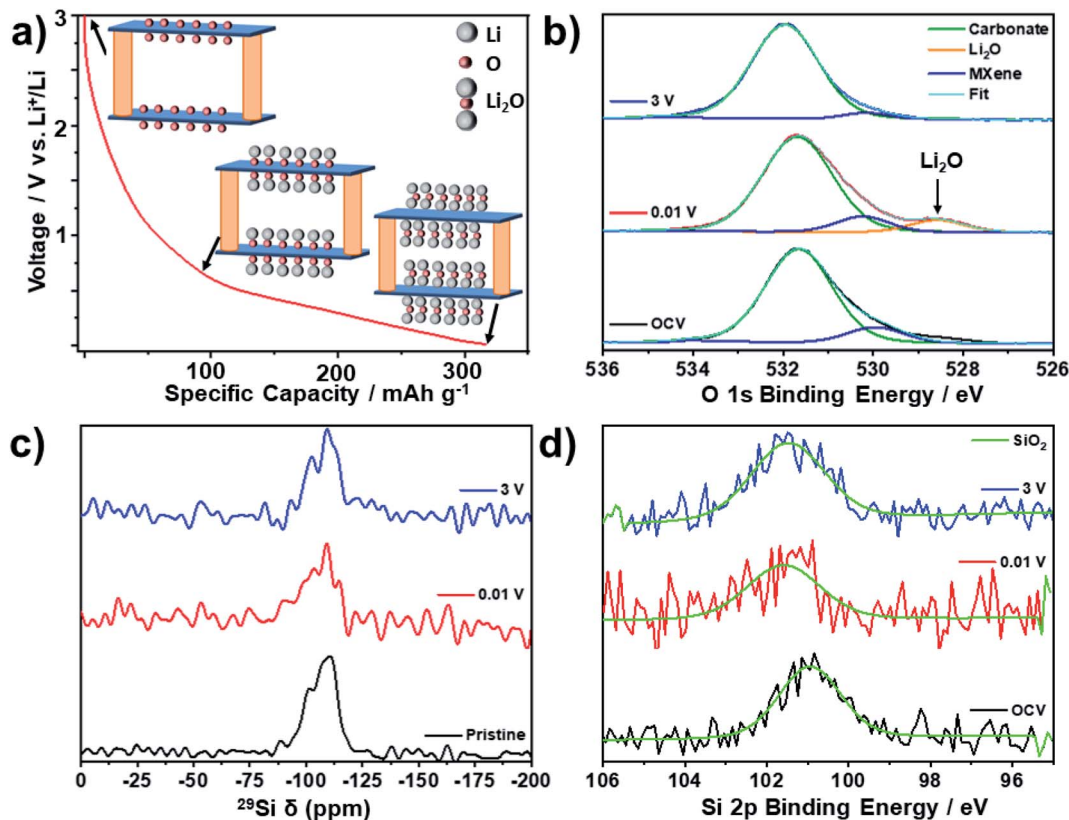 a)
3
2
1
Voltage / V vs. Li⁺/Li
100
200
300
Specific Capacity / mAh g⁻¹
Li
O
Li₂O
b)
Carbonate
Li₂O
MXene
Fit
3 V
Li₂O
0.01 V
OCV
536
534
532
530
528
526
O 1s Binding Energy / eV
c)
3 V
0.01 V
Pristine
0
-25
-50
-75
-100
-125
-150
-175
-200
²⁹Si δ (ppm)
d)
SiO₂
3 V
0.01 V
OCV
106
104
102
100
98
96
Si 2p Binding Energy / eV